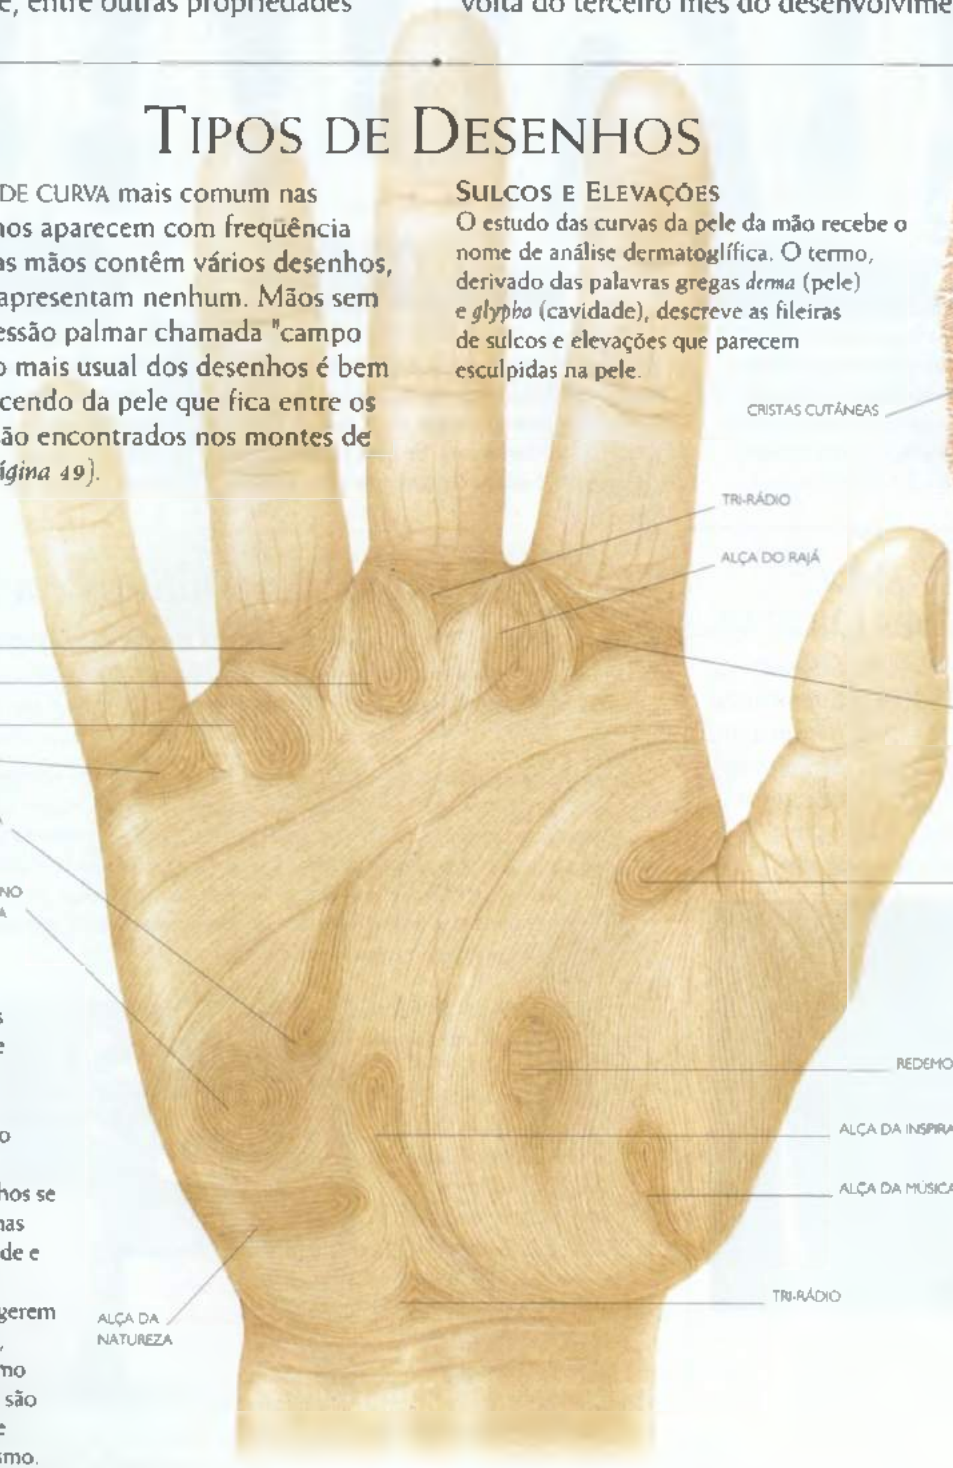 e, entre outras propriedades
volta do terceiro mês do desenvolvime
TIPOS DE DESENHOS
DE CURVA mais comum nas
nos aparecem com freqüência
as mãos contêm vários desenhos,
apresentam nenhum. Mãos sem
essão palmar chamada "campo
o mais usual dos desenhos é bem
cendo da pele que fica entre os
ão encontrados nos montes de
ígina 49).
SULCOS E ELEVAÇÕES
O estudo das curvas da pele da mão recebe o
nome de análise dermatoglífica. O termo,
derivado das palavras gregas derma (pele)
e glypho (cavidade), descreve as fileiras
de sulcos e elevações que parecem
esculpidas na pele.
CRISTAS CUTÂNEAS
TRI-RÁDIO
ALÇA DO RAJÁ
NO
A
s
e
o
nos se
nas
de e
gerem
,
mo
são
e
smo.
REDEMO
ALÇA DA INSPIRA
ALÇA DA MÚSICA
TRI-RÁDIO
ALÇA DA
NATUREZA